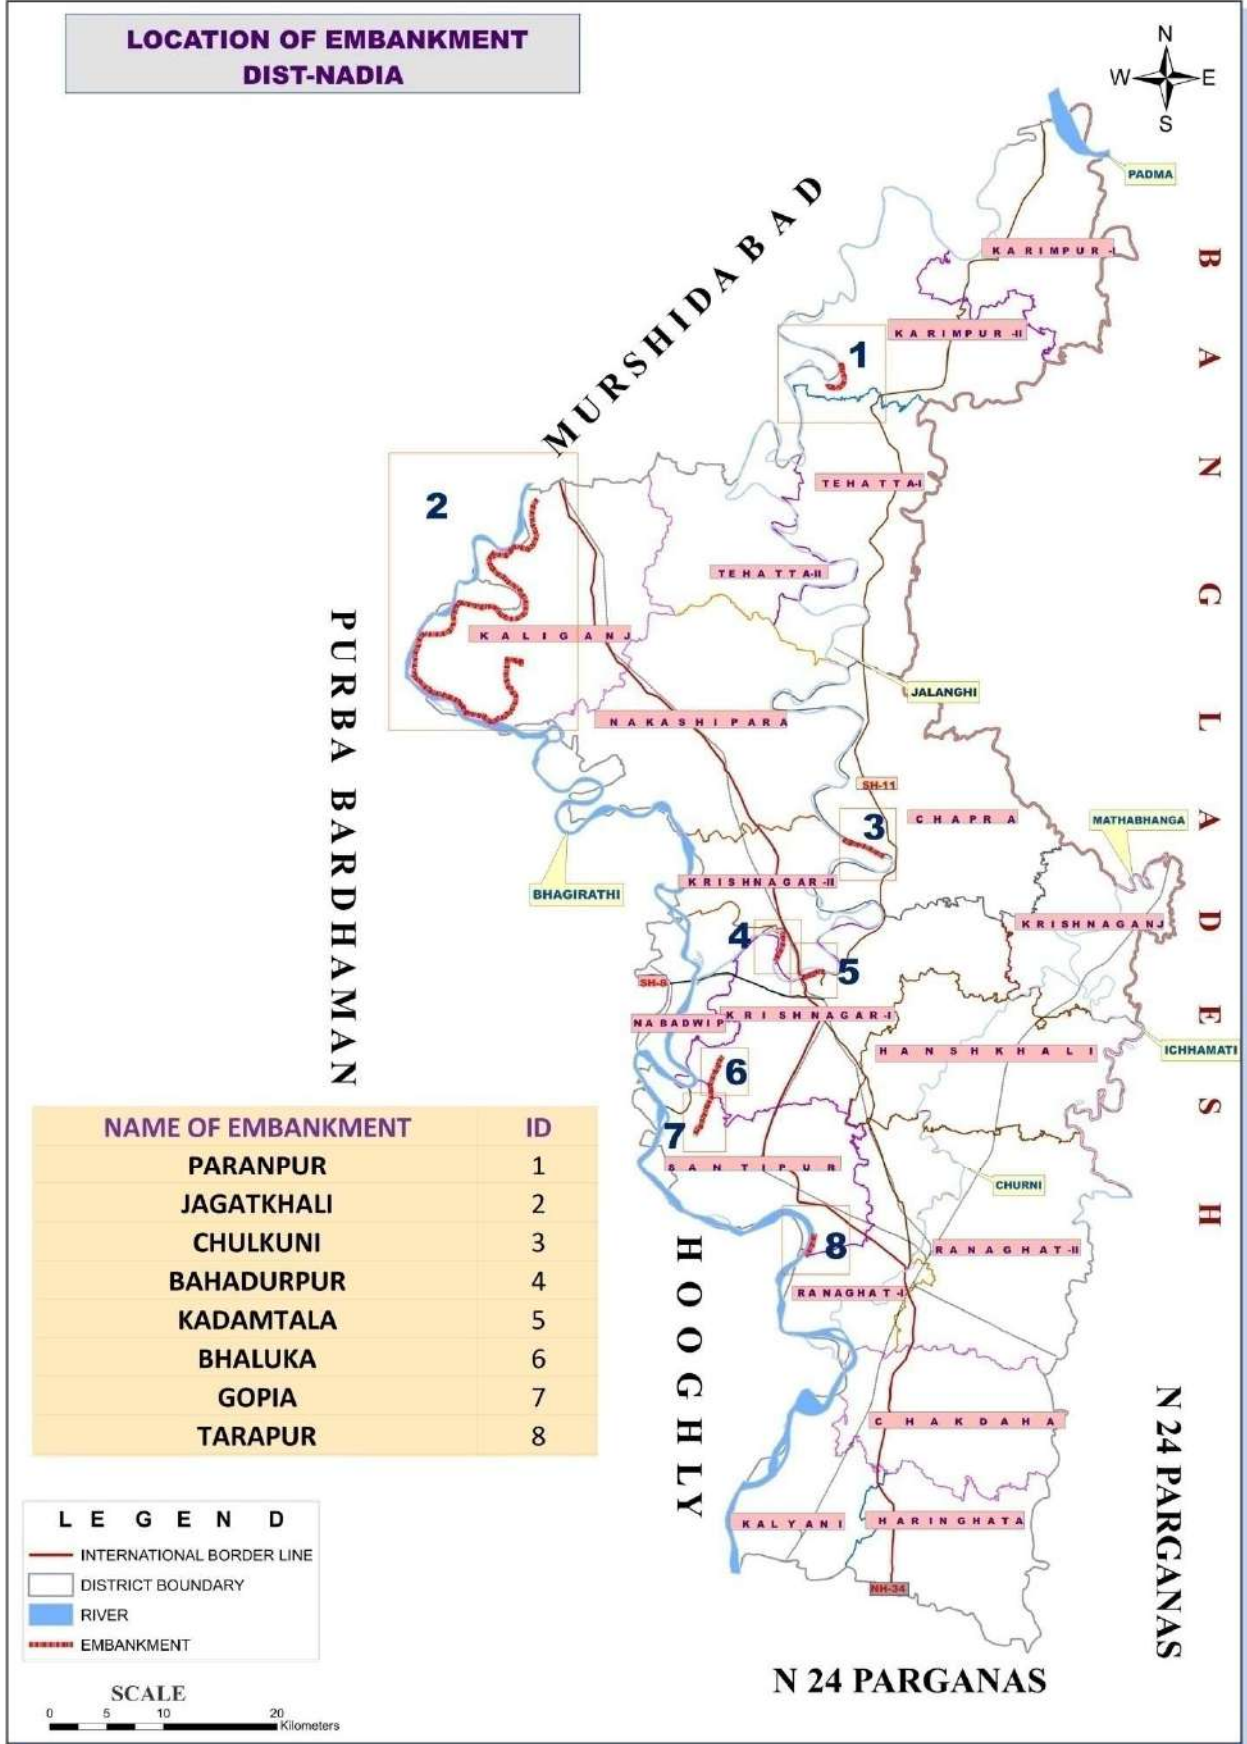 LOCATION OF EMBANKMENT
DIST-NADIA
N
W E
S
PADMA
MURSHIDABAD
BANGLADESH
KARIMPUR-I
KARIMPUR-II
1
TEHATTA-I
2
TEHATTA-II
KALIGANJ
PURBA BARDHAMAN
JALANGHI
NAKASHIPARA
SH-11
3
CHAPRA
MATHABHANGA
BHAGIRATHI
KRISHNAGAR-II
KRISHNAGANJ
4
5
SH-8
NABADWIP
KRISHNAGAR-I
HANSHKHALI
ICHHAMATI
6
7
SANTIPUR
CHURNI
HOOGHLY
8
RANAGHAT-II
RANAGHAT-I
CHAKDAHA
N 24 PARGANAS
KALYANI
HARINGHATA
NH-34
N 24 PARGANAS
NAME OF EMBANKMENT ID
PARANPUR 1
JAGATKHALI 2
CHULKUNI 3
BAHADURPUR 4
KADAMTALA 5
BHALUKA 6
GOPIA 7
TARAPUR 8
LEGEND
INTERNATIONAL BORDER LINE
DISTRICT BOUNDARY
RIVER
EMBANKMENT
SCALE
0 5 10 20
Kilometers